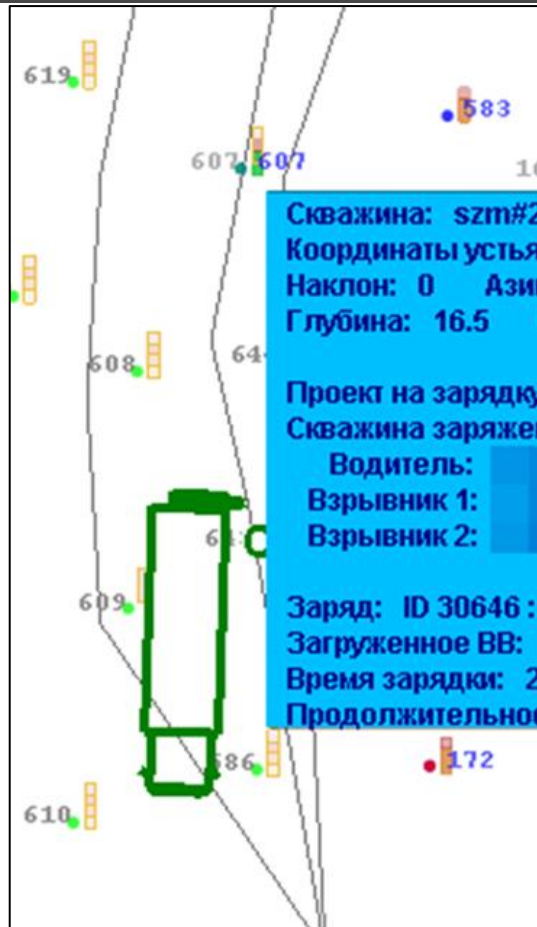 619
583
607 607
Скважина: szm#2
Координаты устья
Наклон: 0 Ази
Глубина: 16.5
608
64
Проект на зарядку
Скважина заряжен
Водитель:
Взрывник 1:
Взрывник 2:
609
Заряд: ID 30646 :
Загруженное ВВ:
Время зарядки: 2
Продолжительнос
172
610